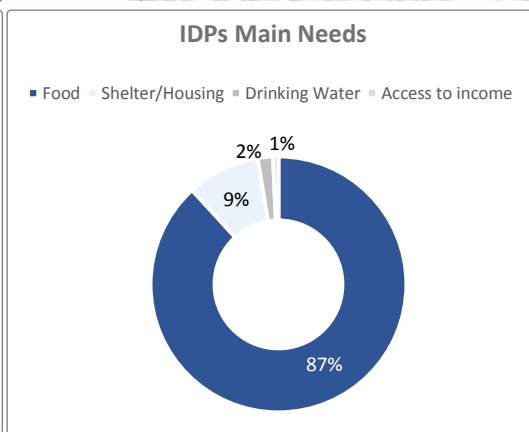 IDPs Main Needs
Food Shelter/Housing Drinking Water Access to income
2% 1%
9%
87%